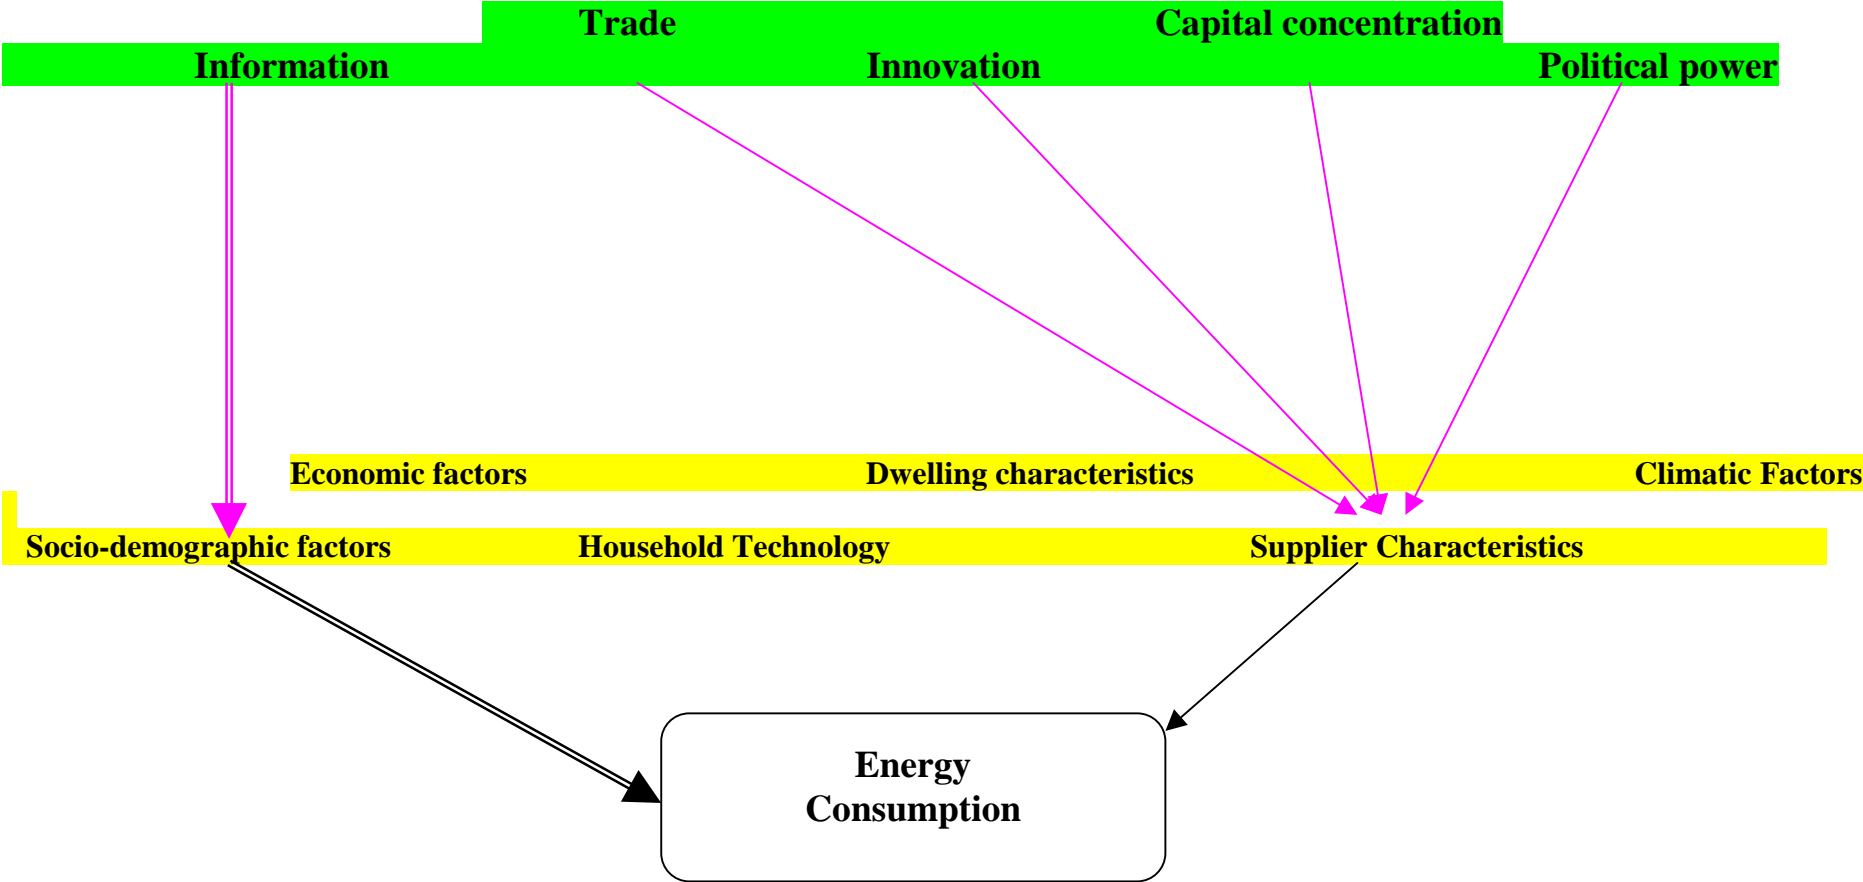 Trade Capital concentration
Information Innovation Political power
Economic factors Dwelling characteristics Climatic Factors
Socio-demographic factors Household Technology Supplier Characteristics
Energy
Consumption